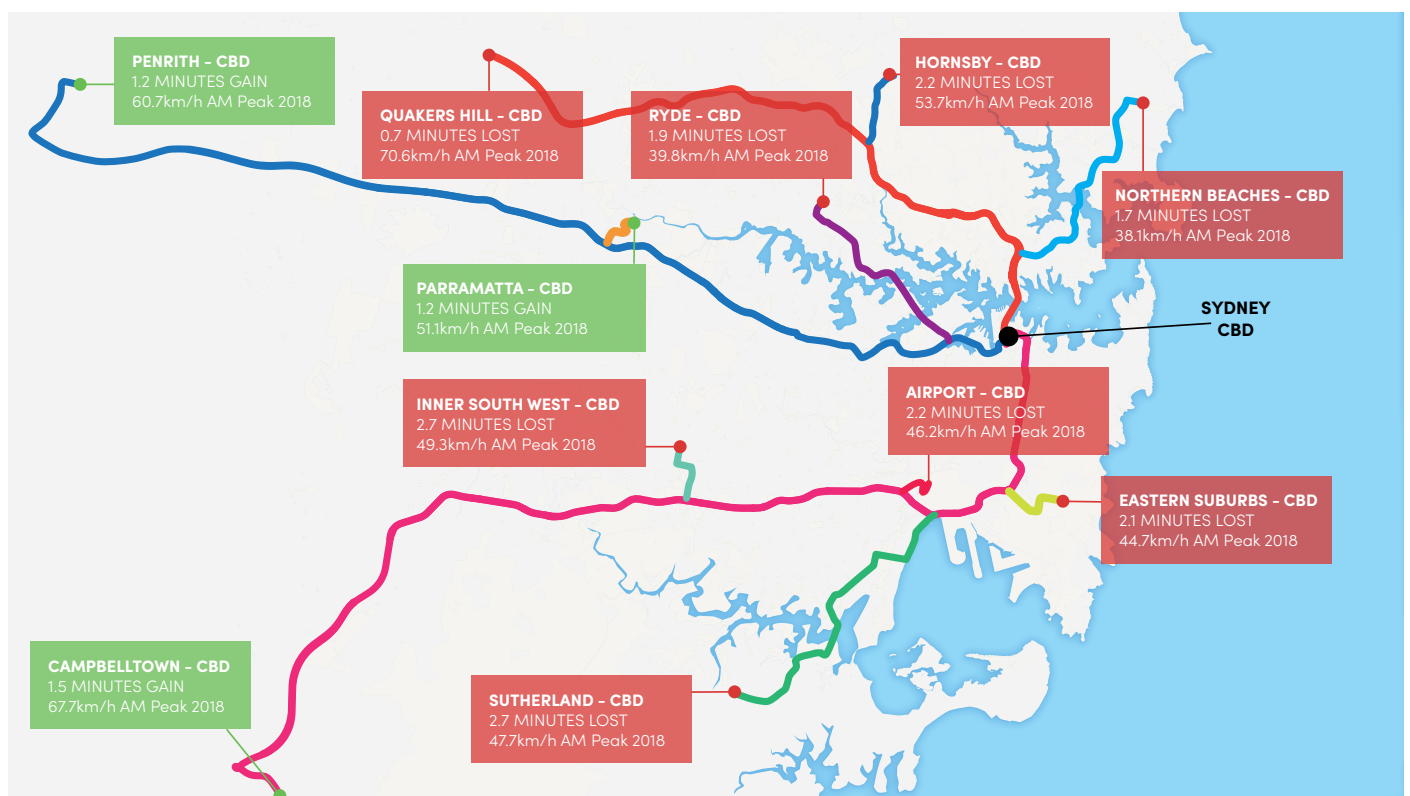 PENRITH – CBD
1.2 MINUTES GAIN
60.7km/h AM Peak 2018
QUAKERS HILL – CBD
0.7 MINUTES LOST
70.6km/h AM Peak 2018
RYDE – CBD
1.9 MINUTES LOST
39.8km/h AM Peak 2018
HORNSBY – CBD
2.2 MINUTES LOST
53.7km/h AM Peak 2018
NORTHERN BEACHES – CBD
1.7 MINUTES LOST
38.1km/h AM Peak 2018
PARRAMATTA – CBD
1.2 MINUTES GAIN
51.1km/h AM Peak 2018
SYDNEY
CBD
INNER SOUTH WEST – CBD
2.7 MINUTES LOST
49.3km/h AM Peak 2018
AIRPORT – CBD
2.2 MINUTES LOST
46.2km/h AM Peak 2018
EASTERN SUBURBS – CBD
2.1 MINUTES LOST
44.7km/h AM Peak 2018
CAMPBELLTOWN – CBD
1.5 MINUTES GAIN
67.7km/h AM Peak 2018
SUTHERLAND – CBD
2.7 MINUTES LOST
47.7km/h AM Peak 2018